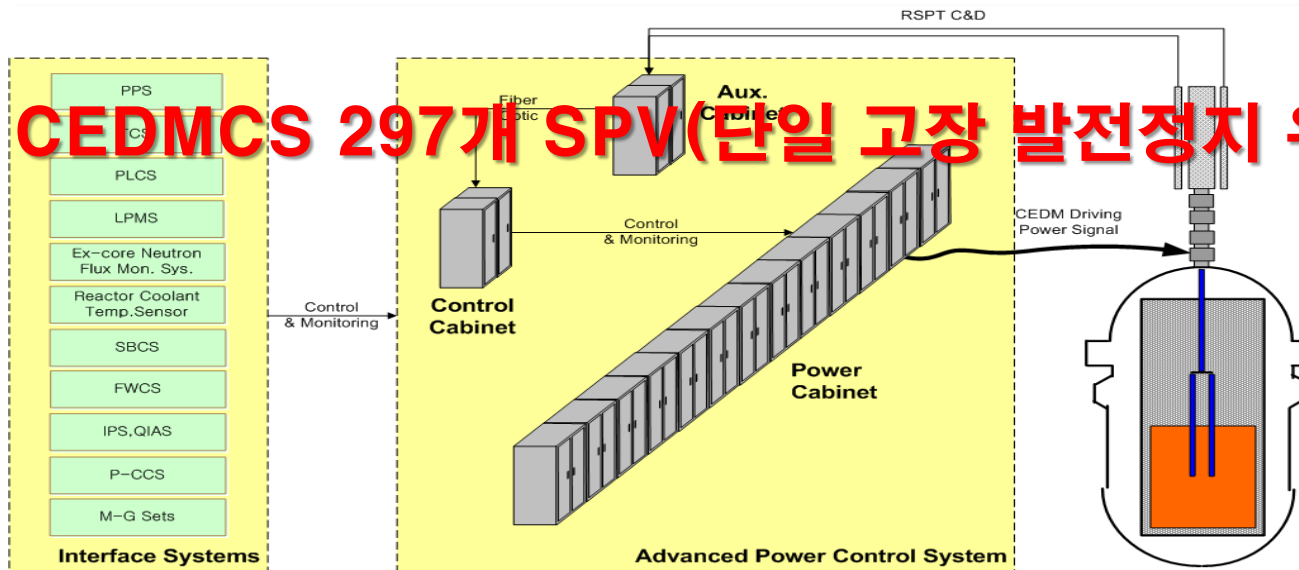 RSPT C&D
CEDMCS 297개 SPV(단일 고장 발전정지
PPS
PLCS
LPMS
Ex-core Neutron
Flux Mon. Sys.
Reactor Coolant
Temp.Sensor
SBCS
FWCS
IPS,QIAS
P-CCS
M-G Sets
Interface Systems
Control
& Monitoring
Fiber
Optic
Aux.
Cabinet
Control
Cabinet
Control
& Monitoring
Power
Cabinet
Advanced Power Control System
CEDM Driving
Power Signal